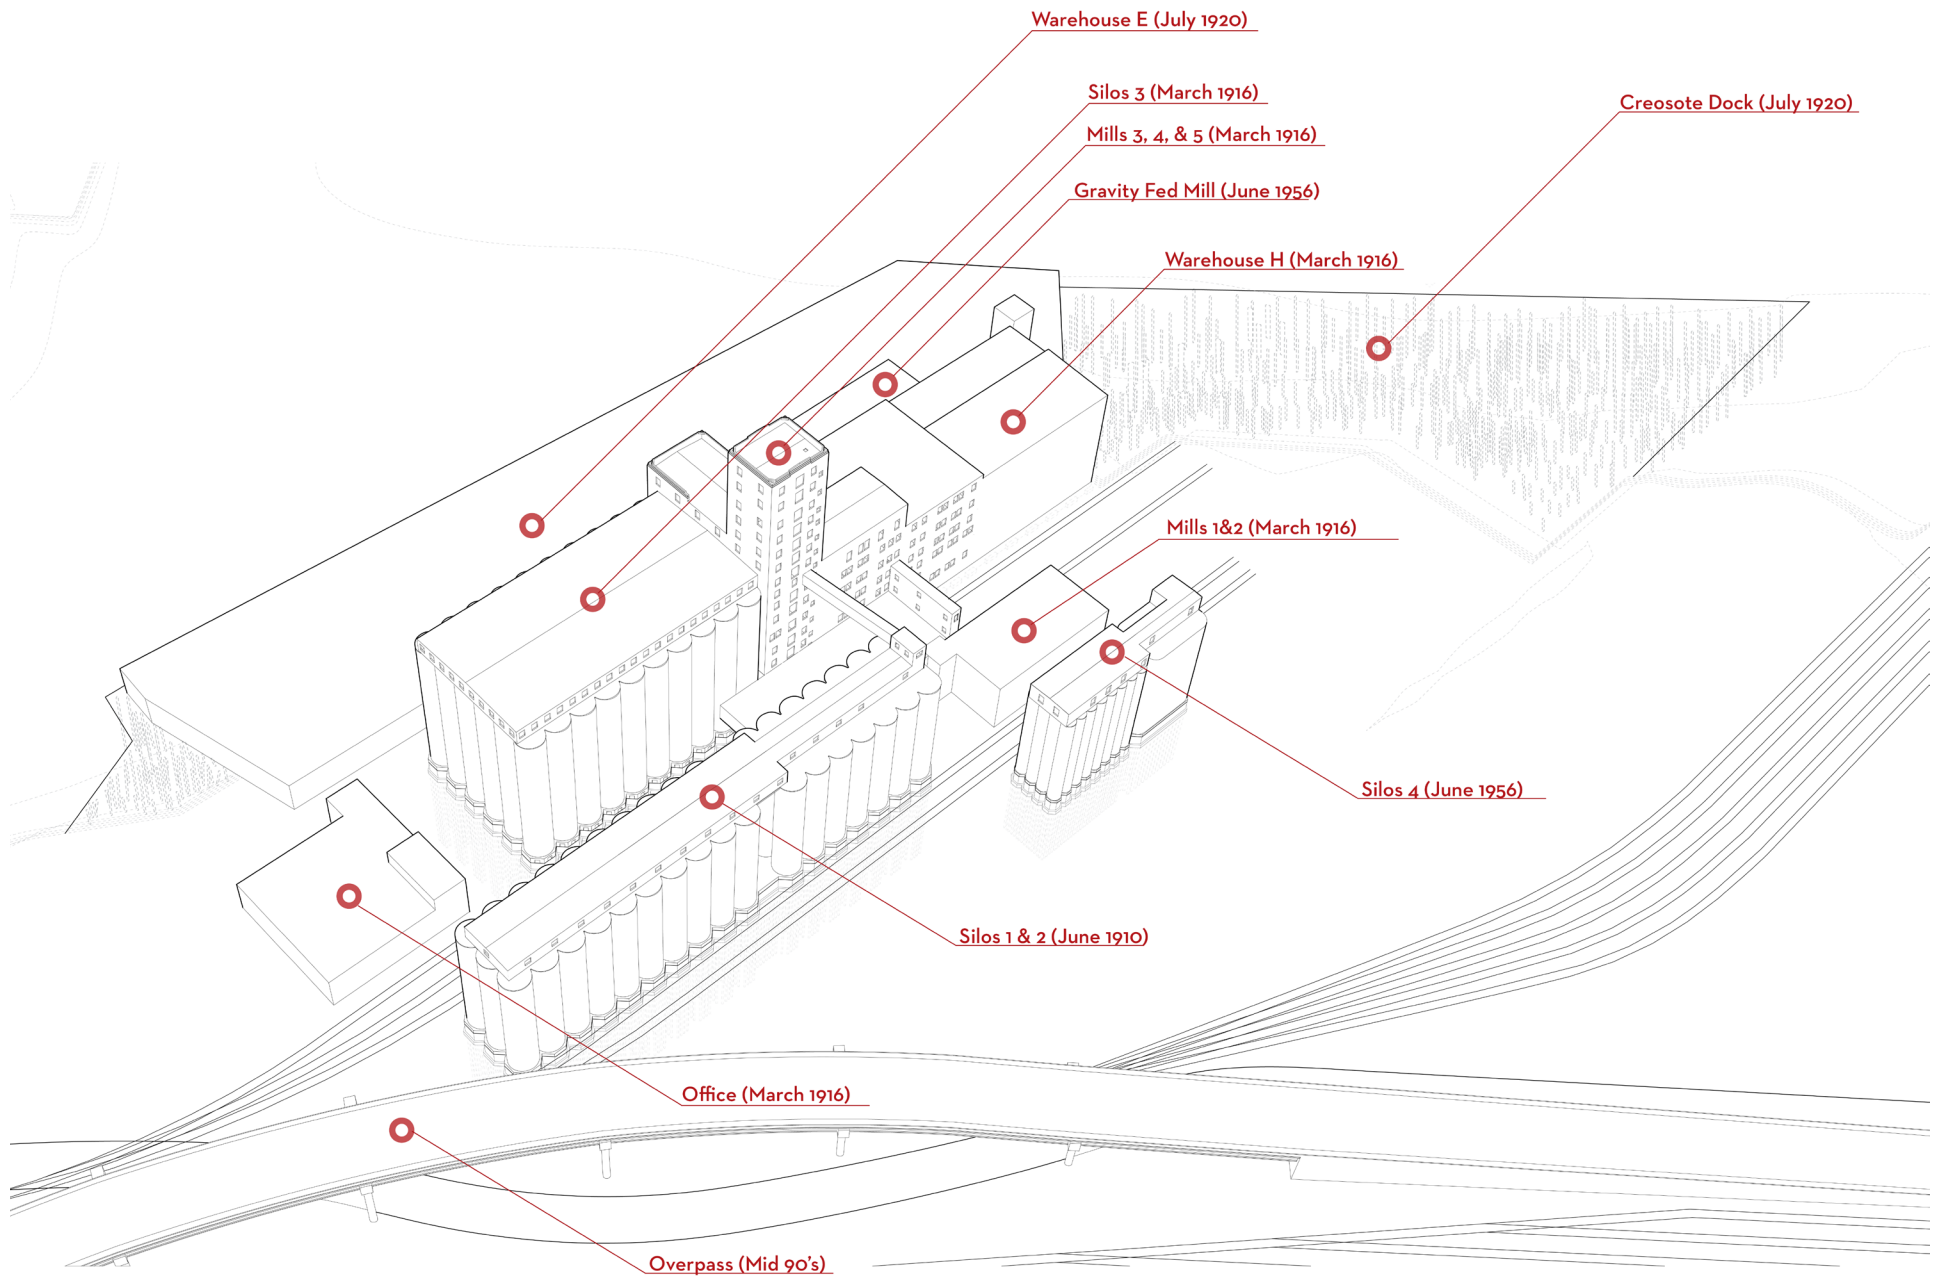 Warehouse E (July 1920)
Silos 3 (March 1916)
Creosote Dock (July 1920)
Mills 3, 4, & 5 (March 1916)
Gravity Fed Mill (June 1956)
Warehouse H (March 1916)
Mills 1&2 (March 1916)
Silos 4 (June 1956)
Silos 1 & 2 (June 1910)
Office (March 1916)
Overpass (Mid 90's)